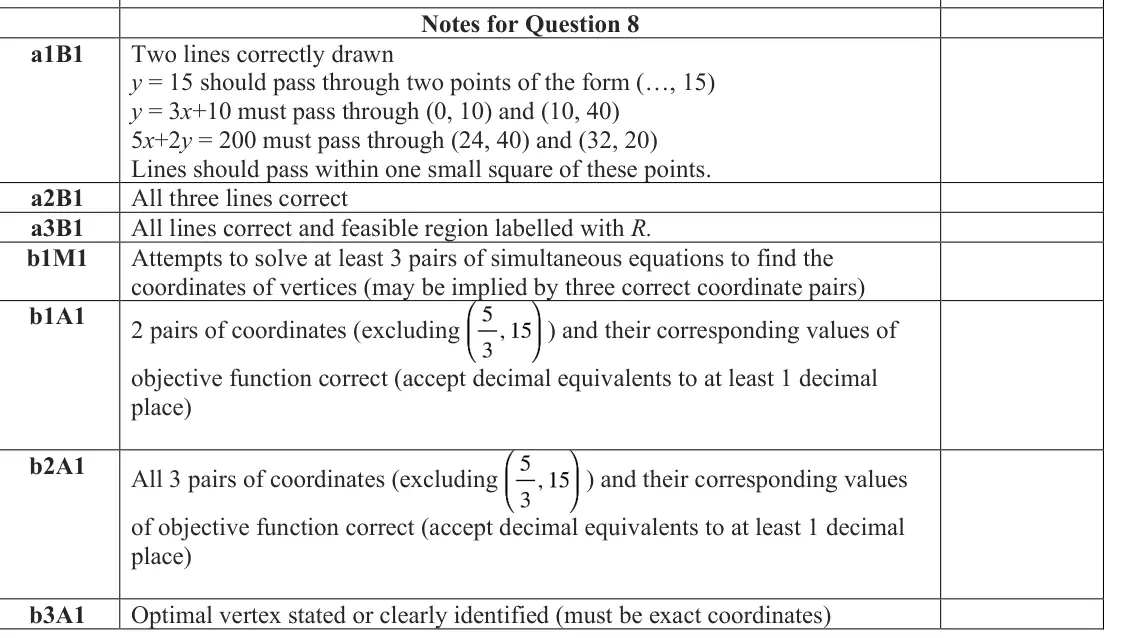 Notes for Question 8
a1B1 Two lines correctly drawn
y = 15 should pass through two points of the form (…, 15)
y = 3x+10 must pass through (0, 10) and (10, 40)
5x+2y = 200 must pass through (24, 40) and (32, 20)
Lines should pass within one small square of these points.
a2B1 All three lines correct
a3B1 All lines correct and feasible region labelled with R.
b1M1 Attempts to solve at least 3 pairs of simultaneous equations to find the
coordinates of vertices (may be implied by three correct coordinate pairs)
b1A1 2 pairs of coordinates (excluding (5/3, 15) ) and their corresponding values of
objective function correct (accept decimal equivalents to at least 1 decimal
place)
b2A1 All 3 pairs of coordinates (excluding (5/3, 15) ) and their corresponding values
of objective function correct (accept decimal equivalents to at least 1 decimal
place)
b3A1 Optimal vertex stated or clearly identified (must be exact coordinates)